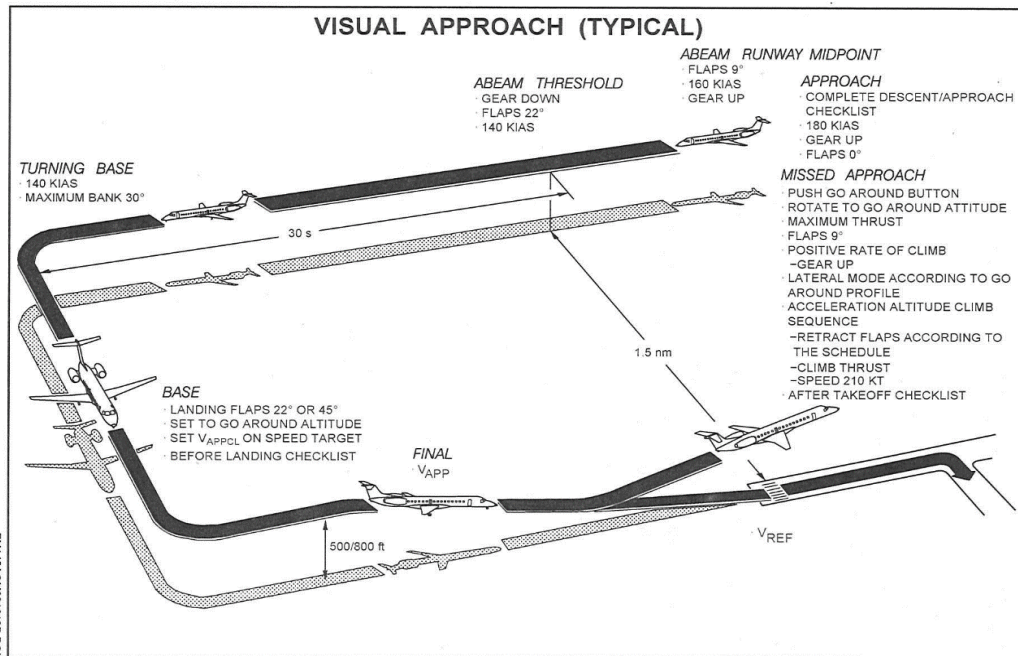 VISUAL APPROACH (TYPICAL)
ABEAM RUNWAY MIDPOINT
· FLAPS 9°
· 160 KIAS
· GEAR UP
APPROACH
· COMPLETE DESCENT/APPROACH
CHECKLIST
· 180 KIAS
· GEAR UP
· FLAPS 0°
ABEAM THRESHOLD
· GEAR DOWN
· FLAPS 22°
· 140 KIAS
TURNING BASE
· 140 KIAS
· MAXIMUM BANK 30°
MISSED APPROACH
· PUSH GO AROUND BUTTON
· ROTATE TO GO AROUND ATTITUDE
· MAXIMUM THRUST
· FLAPS 9°
· POSITIVE RATE OF CLIMB
–GEAR UP
· LATERAL MODE ACCORDING TO GO
AROUND PROFILE
· ACCELERATION ALTITUDE CLIMB
SEQUENCE
–RETRACT FLAPS ACCORDING TO
THE SCHEDULE
–CLIMB THRUST
–SPEED 210 KT
· AFTER TAKEOFF CHECKLIST
30 s
1.5 nm
BASE
· LANDING FLAPS 22° OR 45°
· SET TO GO AROUND ALTITUDE
· SET VAPPCL ON SPEED TARGET
· BEFORE LANDING CHECKLIST
FINAL
· VAPP
500/800 ft
· VREF